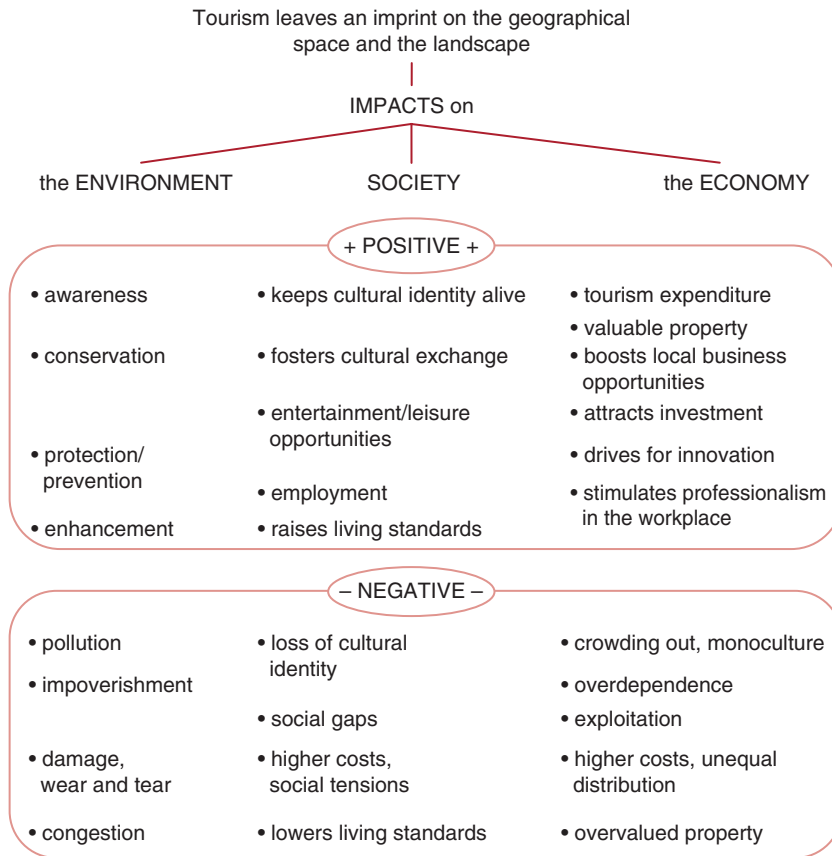 Tourism leaves an imprint on the geographical
space and the landscape
IMPACTS on
the ENVIRONMENT
SOCIETY
the ECONOMY
+ POSITIVE +
• awareness
• conservation
• protection/
prevention
• enhancement
• keeps cultural identity alive
• fosters cultural exchange
• entertainment/leisure
opportunities
• employment
• raises living standards
• tourism expenditure
• valuable property
• boosts local business
opportunities
• attracts investment
• drives for innovation
• stimulates professionalism
in the workplace
– NEGATIVE –
• pollution
• impoverishment
• damage,
wear and tear
• congestion
• loss of cultural
identity
• social gaps
• higher costs,
social tensions
• lowers living standards
• crowding out, monoculture
• overdependence
• exploitation
• higher costs, unequal
distribution
• overvalued property